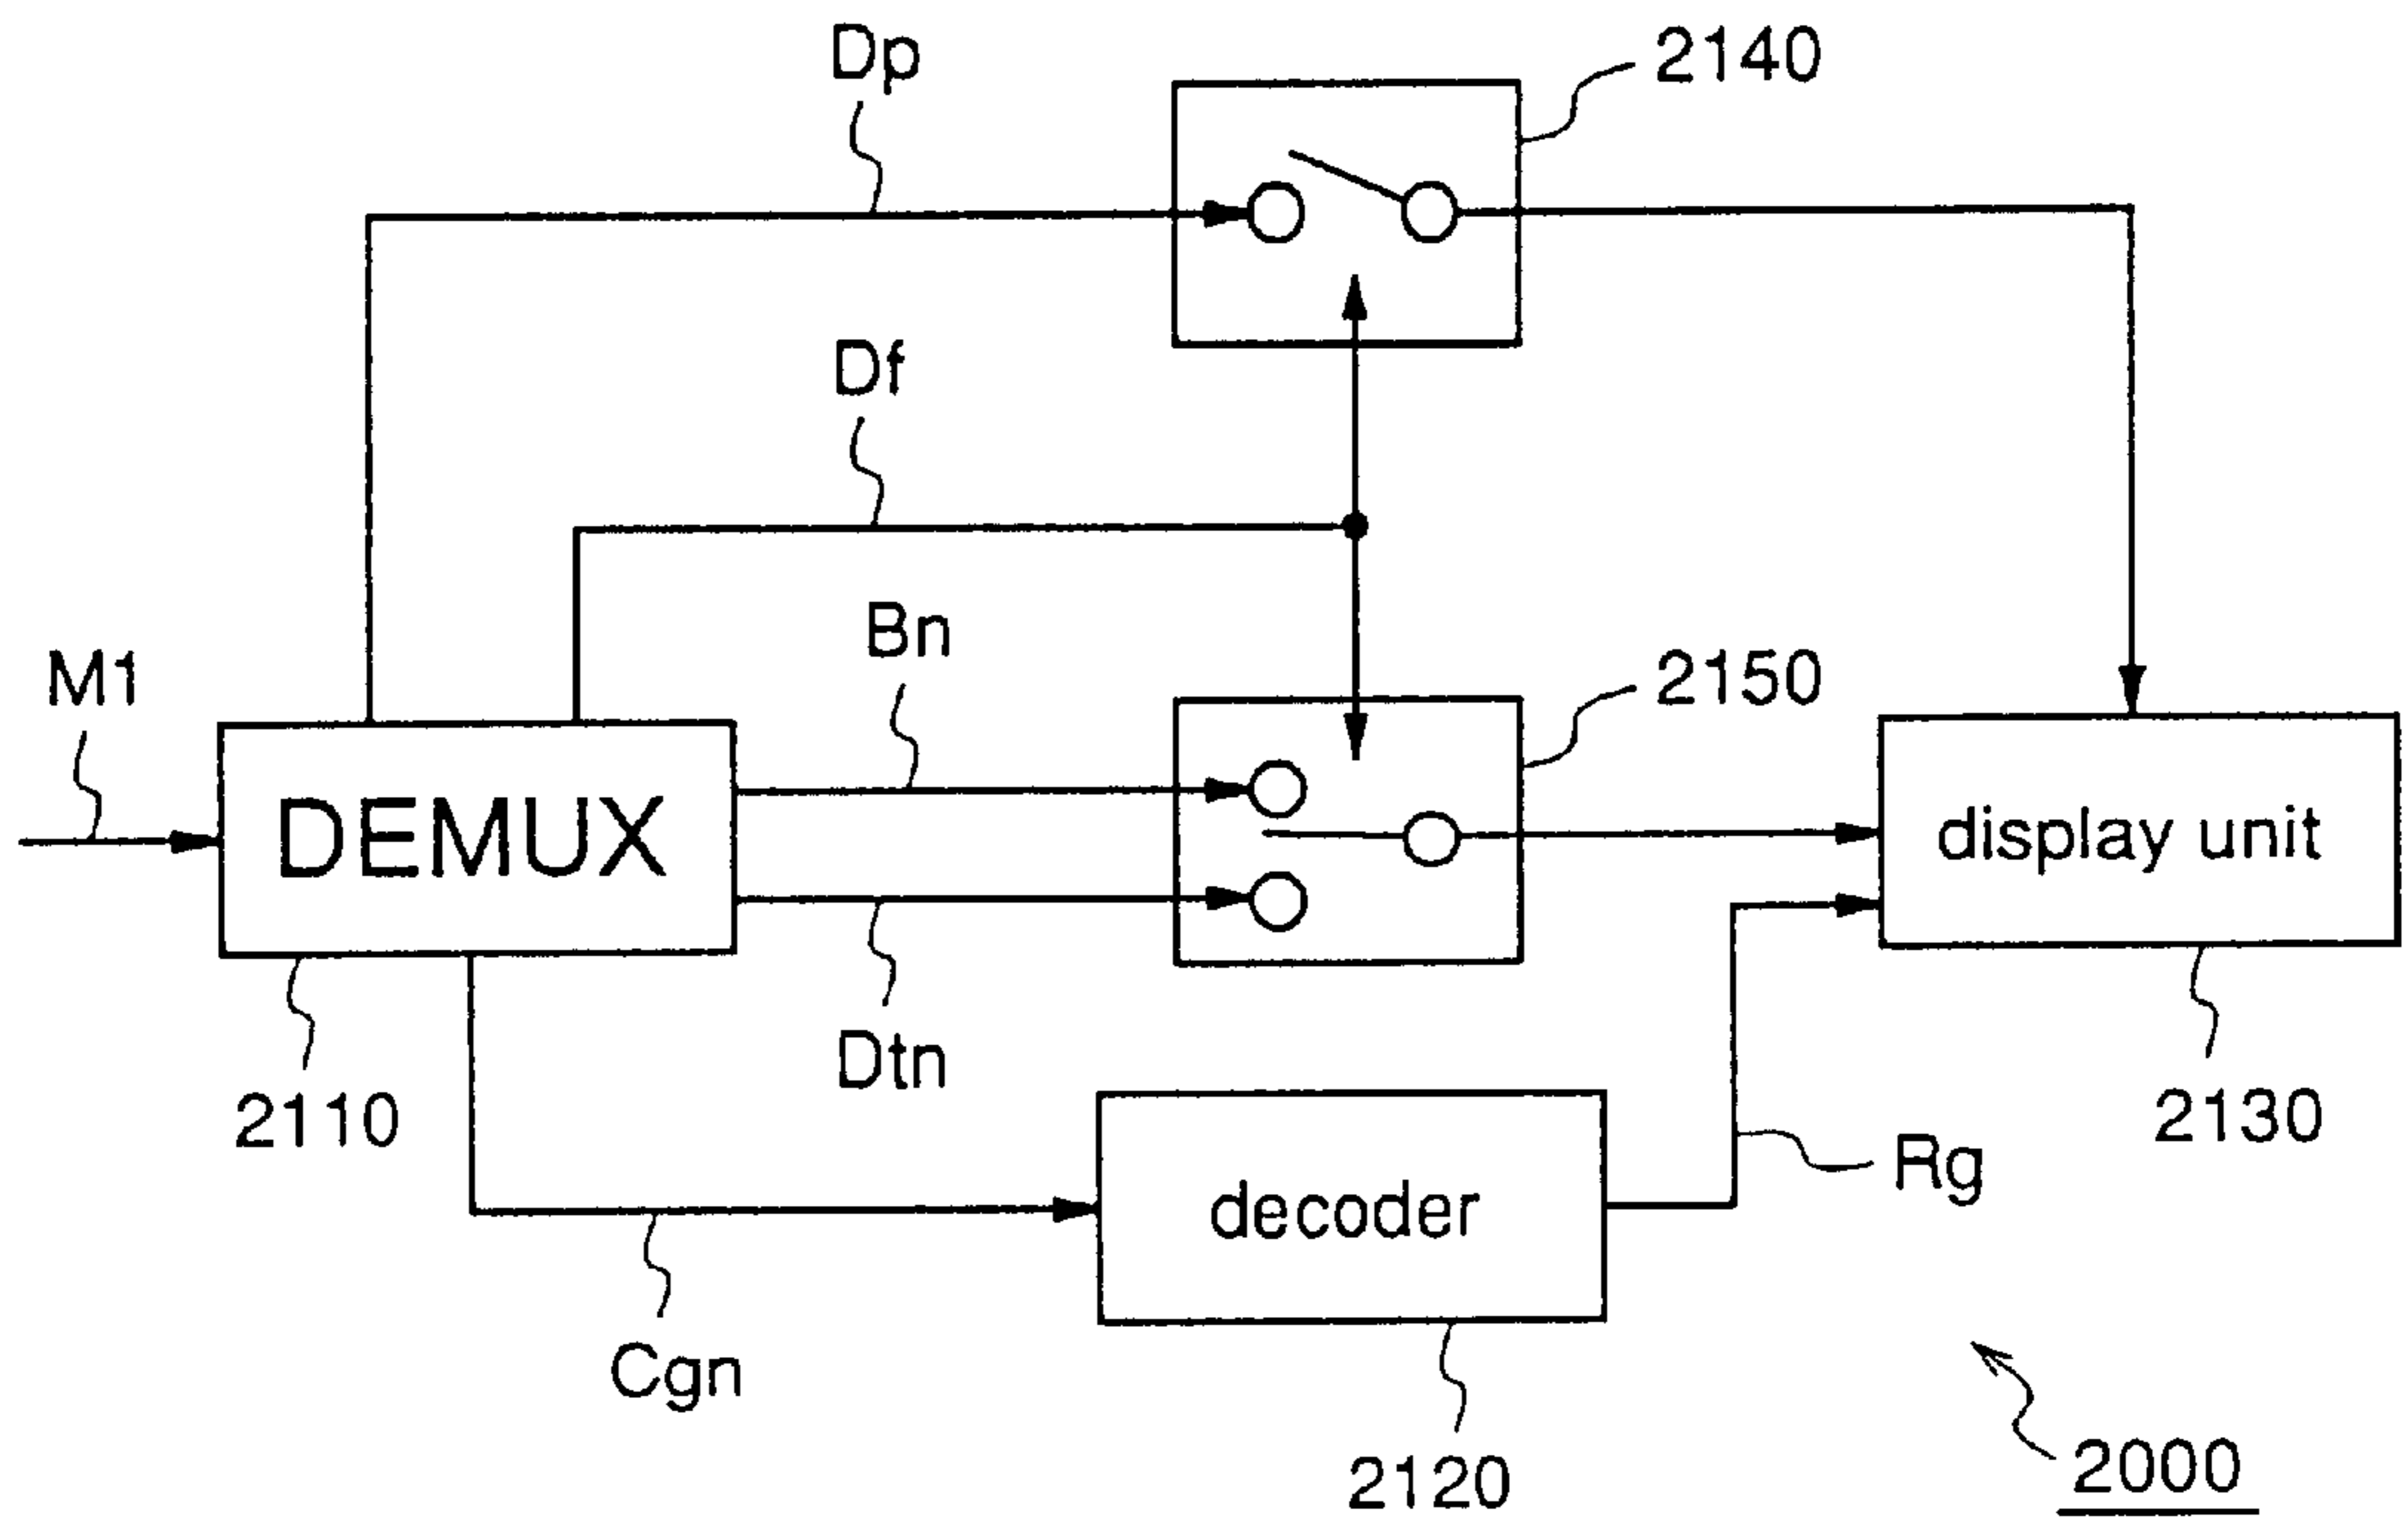 Dp
2140
Df
Bn
M1
2150
DEMUX
display unit
Dtn
2110
2130
Rg
decoder
Cgn
2120
2000